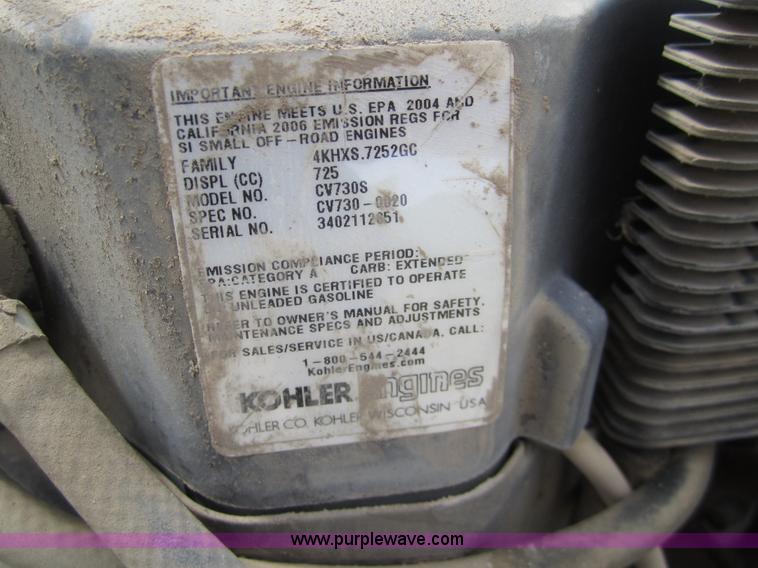 IMPORTANT ENGINE INFORMATION
THIS ENGINE MEETS U.S. EPA 2004 AND
CALIFORNIA 2006 EMISSION REGS FOR
SI SMALL OFF-ROAD ENGINES
FAMILY 4KHXS.7252GC
DISPL (CC) 725
MODEL NO. CV730S
SPEC NO. CV730-0020
SERIAL NO.
EMISSION COMPLIANCE PERIOD:
EPA:CATEGORY A CARB: EXTENDED
THIS ENGINE IS CERTIFIED TO OPERATE
UNLEADED GASOLINE
REFER TO OWNER'S MANUAL FOR SAFETY,
MAINTENANCE SPECS AND ADJUSTMENTS
FOR SALES/SERVICE IN US/CANADA, CALL:
1-800-544-2444
KohlerEngines.com
KOHLER engines
KOHLER CO. KOHLER, WISCONSIN USA
www.purplewave.com